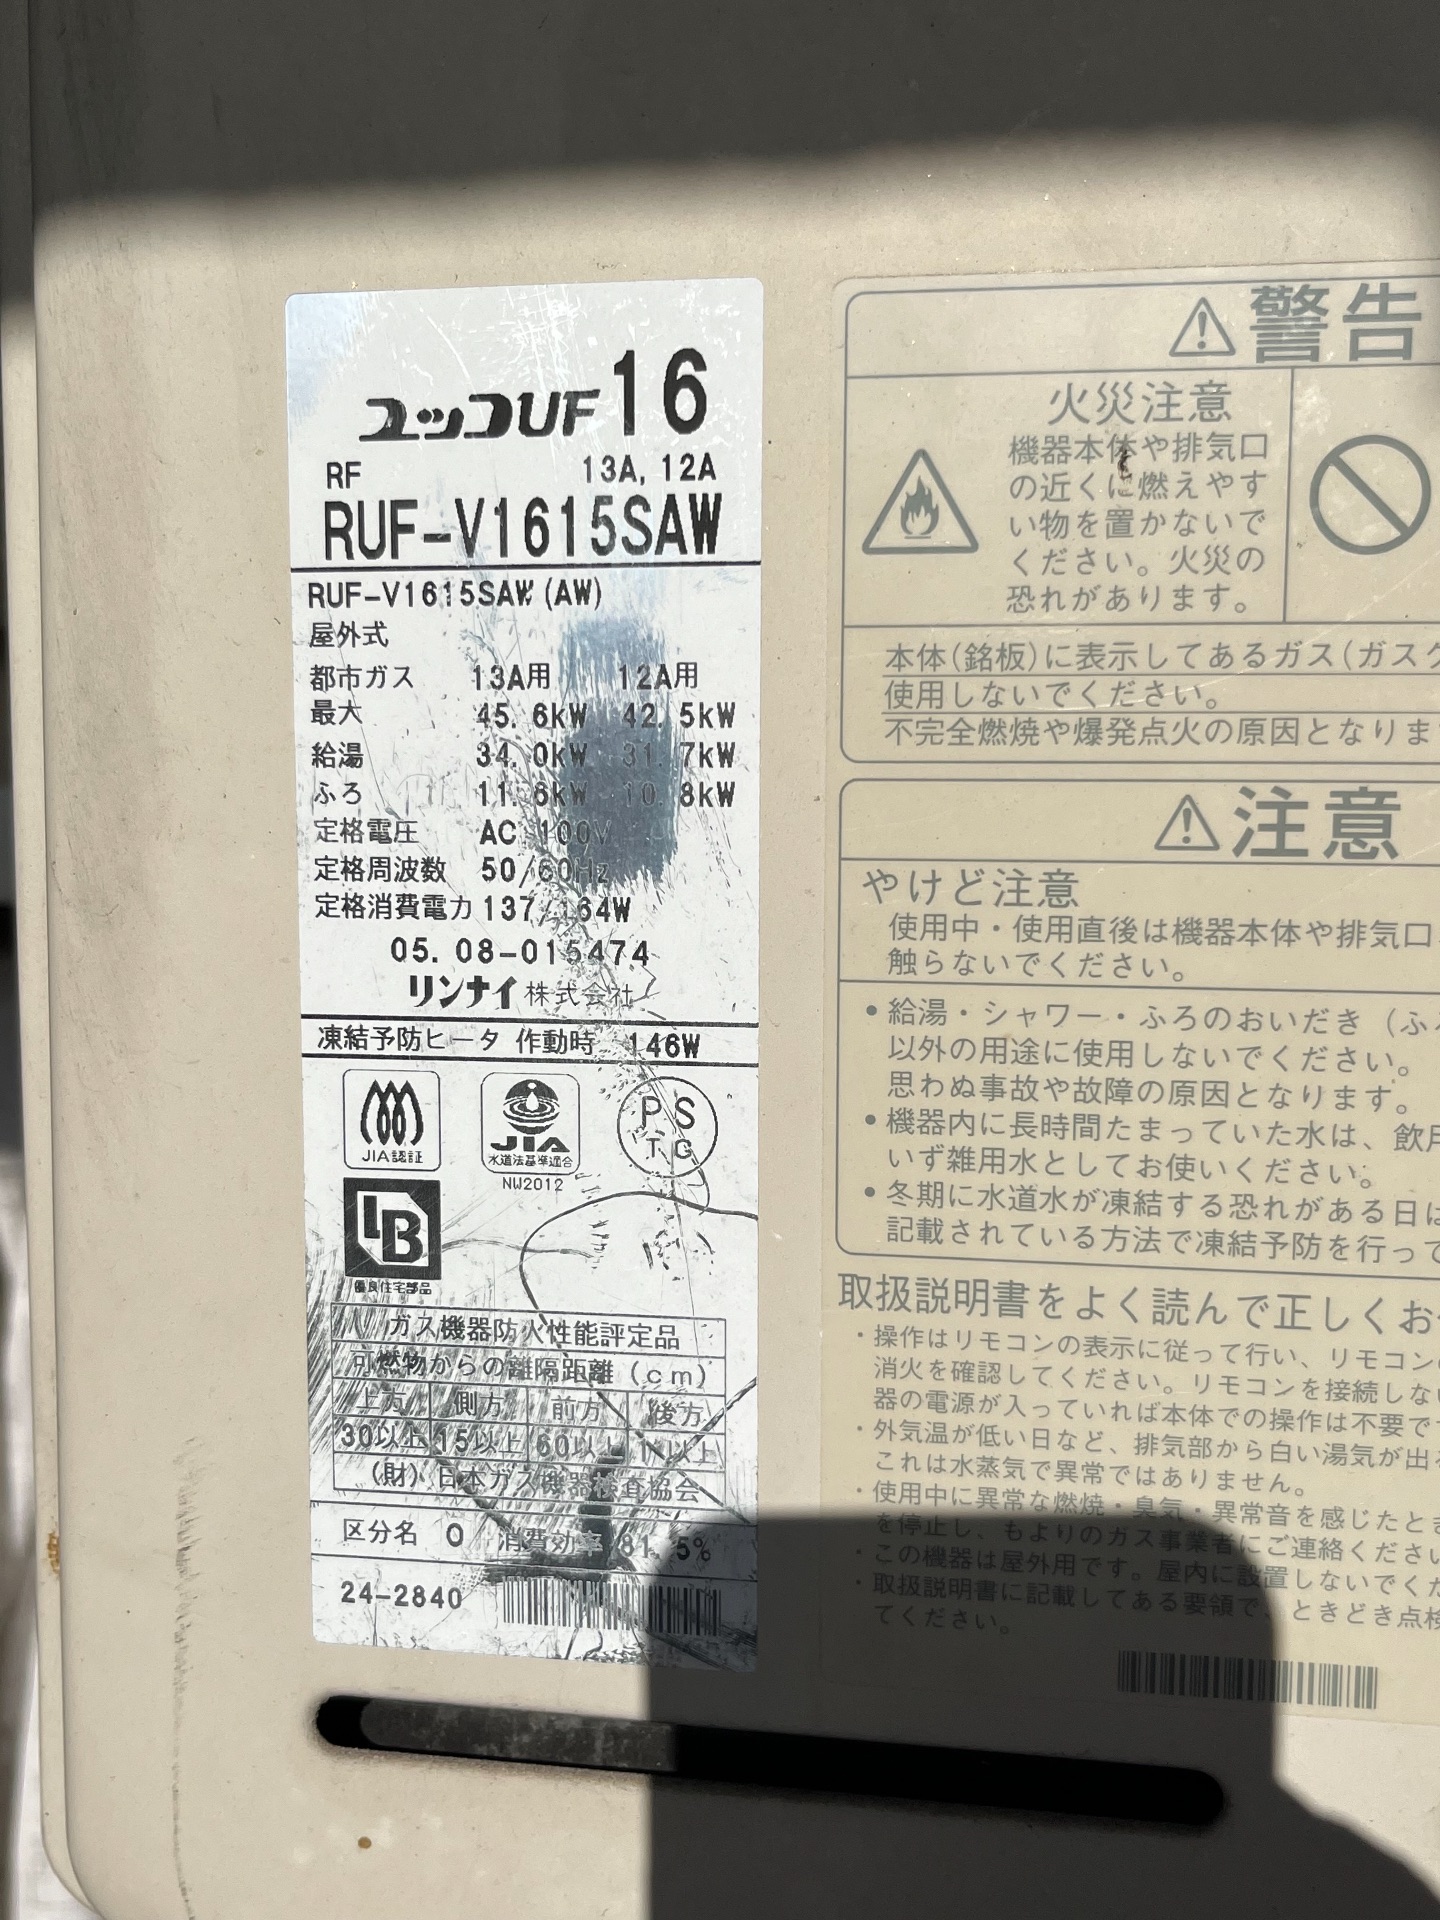 ユッコUF16
RF 13A, 12A
RUF-V1615SAW
RUF-V1615SAW(AW)
屋外式
都市ガス 13A用 12A用
最大 45.6kW 42.5kW
給湯 34.0kW 31.7kW
ふろ 11.6kW 10.8kW
定格電圧 AC 100V
定格周波数 50/60Hz
定格消費電力 137/164W
05.08-015474
リンナイ株式会社
凍結予防ヒータ 作動時 146W
JIA認証
JIA
水道法基準適合
NW2012
PS
TG
LB
優良住宅部品
ガス機器防火性能評定品
可燃物からの離隔距離(cm)
上方 側方 前方 後方
30以上 15以上 60以上 以上
(財)日本ガス機器検査協会
区分名 O 消費効率 81.5%
24-2840
警告
火災注意
機器本体や排気口
の近くに燃えやす
い物を置かないで
ください。火災の
恐れがあります。
本体(銘板)に表示してあるガス(ガスグ
使用しないでください。
不完全燃焼や爆発点火の原因となりま
注意
やけど注意
使用中・使用直後は機器本体や排気口
触らないでください。
•給湯・シャワー・ふろのおいだき(ふ
以外の用途に使用しないでください。
思わぬ事故や故障の原因となります。
•機器内に長時間たまっていた水は、飲用
いず雑用水としてお使いください。
•冬期に水道水が凍結する恐れがある日は
記載されている方法で凍結予防を行って
取扱説明書をよく読んで正しくお
・操作はリモコンの表示に従って行い、リモコン
消火を確認してください。リモコンを接続しない
器の電源が入っていれば本体での操作は不要です
・外気温が低い日など、排気部から白い湯気が出
これは水蒸気で異常ではありません。
・使用中に異常な燃焼・臭気・異常音を感じたとき
を停止し、もよりのガス事業者にご連絡ください
・この機器は屋外用です。屋内に設置しないでくだ
・取扱説明書に記載してある要領で、ときどき点検
てください。